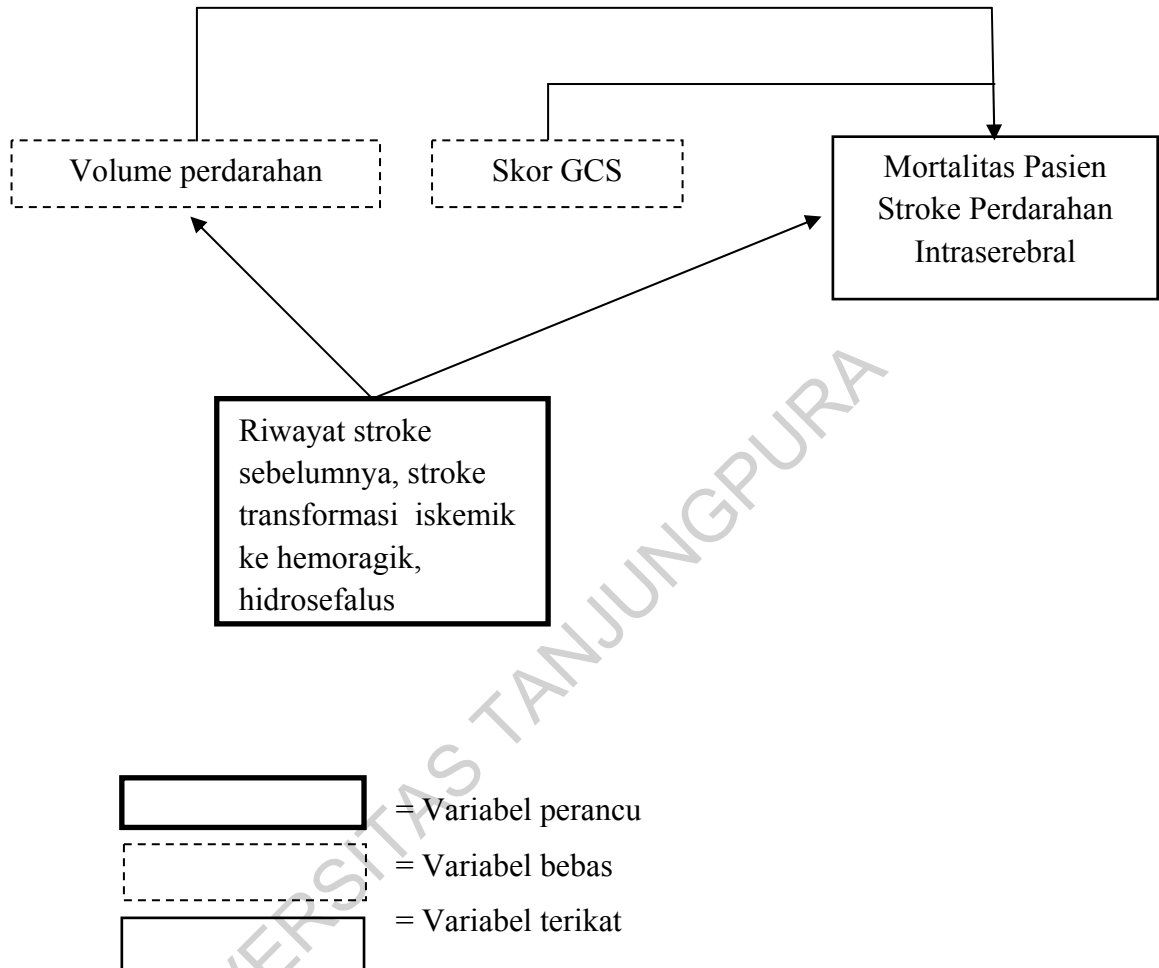 Volume perdarahan
Skor GCS
Mortalitas Pasien
Stroke Perdarahan
Intraserebral
Riwayat stroke
sebelumnya, stroke
transformasi iskemik
ke hemoragik,
hidrosefalus
= Variabel perancu
= Variabel bebas
= Variabel terikat
VERSITAS TANJUNGPURA